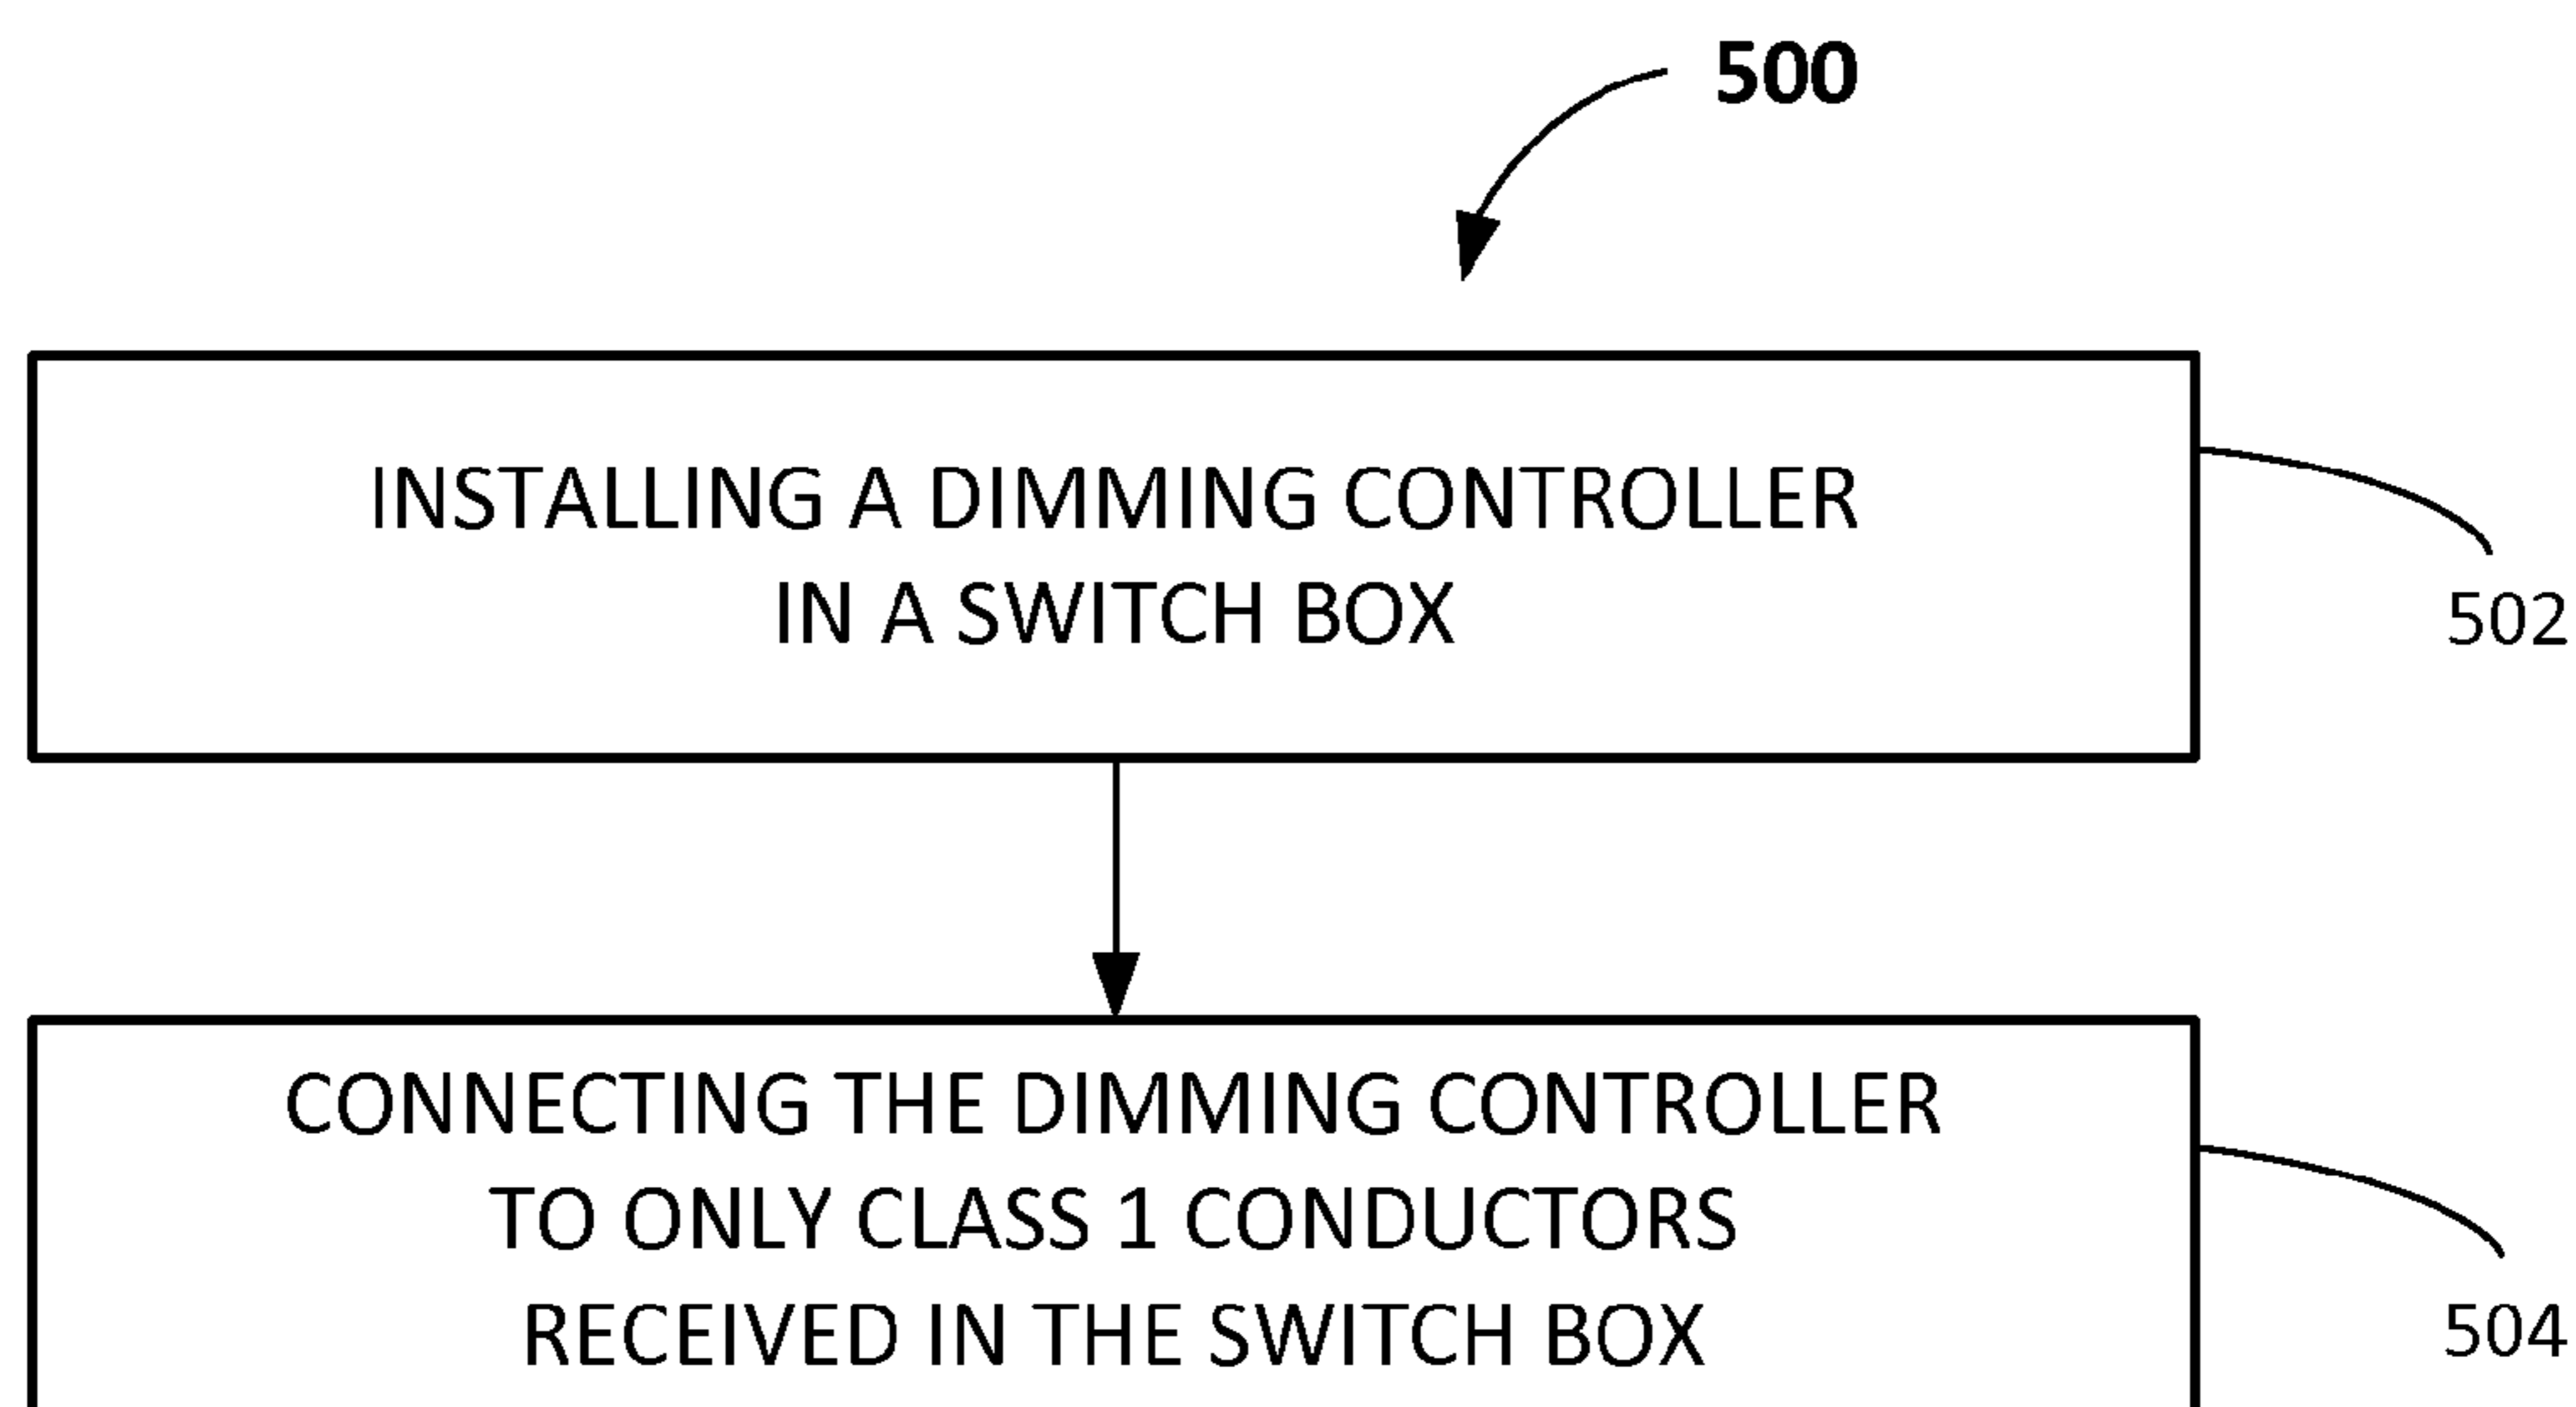 500
INSTALLING A DIMMING CONTROLLER
IN A SWITCH BOX
502
CONNECTING THE DIMMING CONTROLLER
TO ONLY CLASS 1 CONDUCTORS
RECEIVED IN THE SWITCH BOX
504